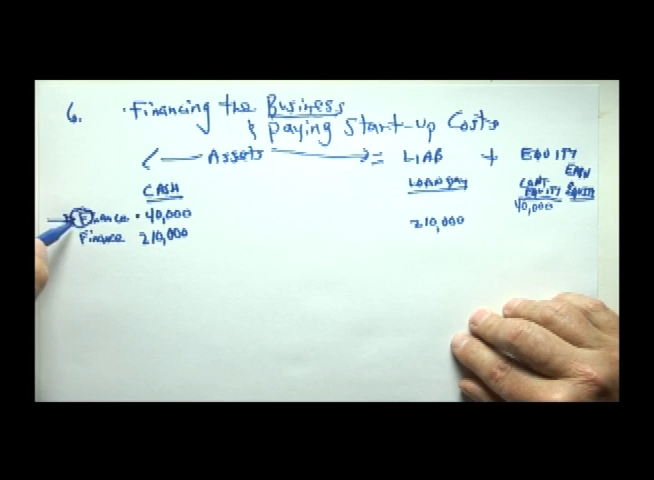 6. Financing the Business
& paying Start-up Costs
Assets = LIAB + EQUITY
CASH LOAN PAY CONT. EQUITY EARN EQUITY
Finance 40,000 40,000
Finance 210,000 210,000